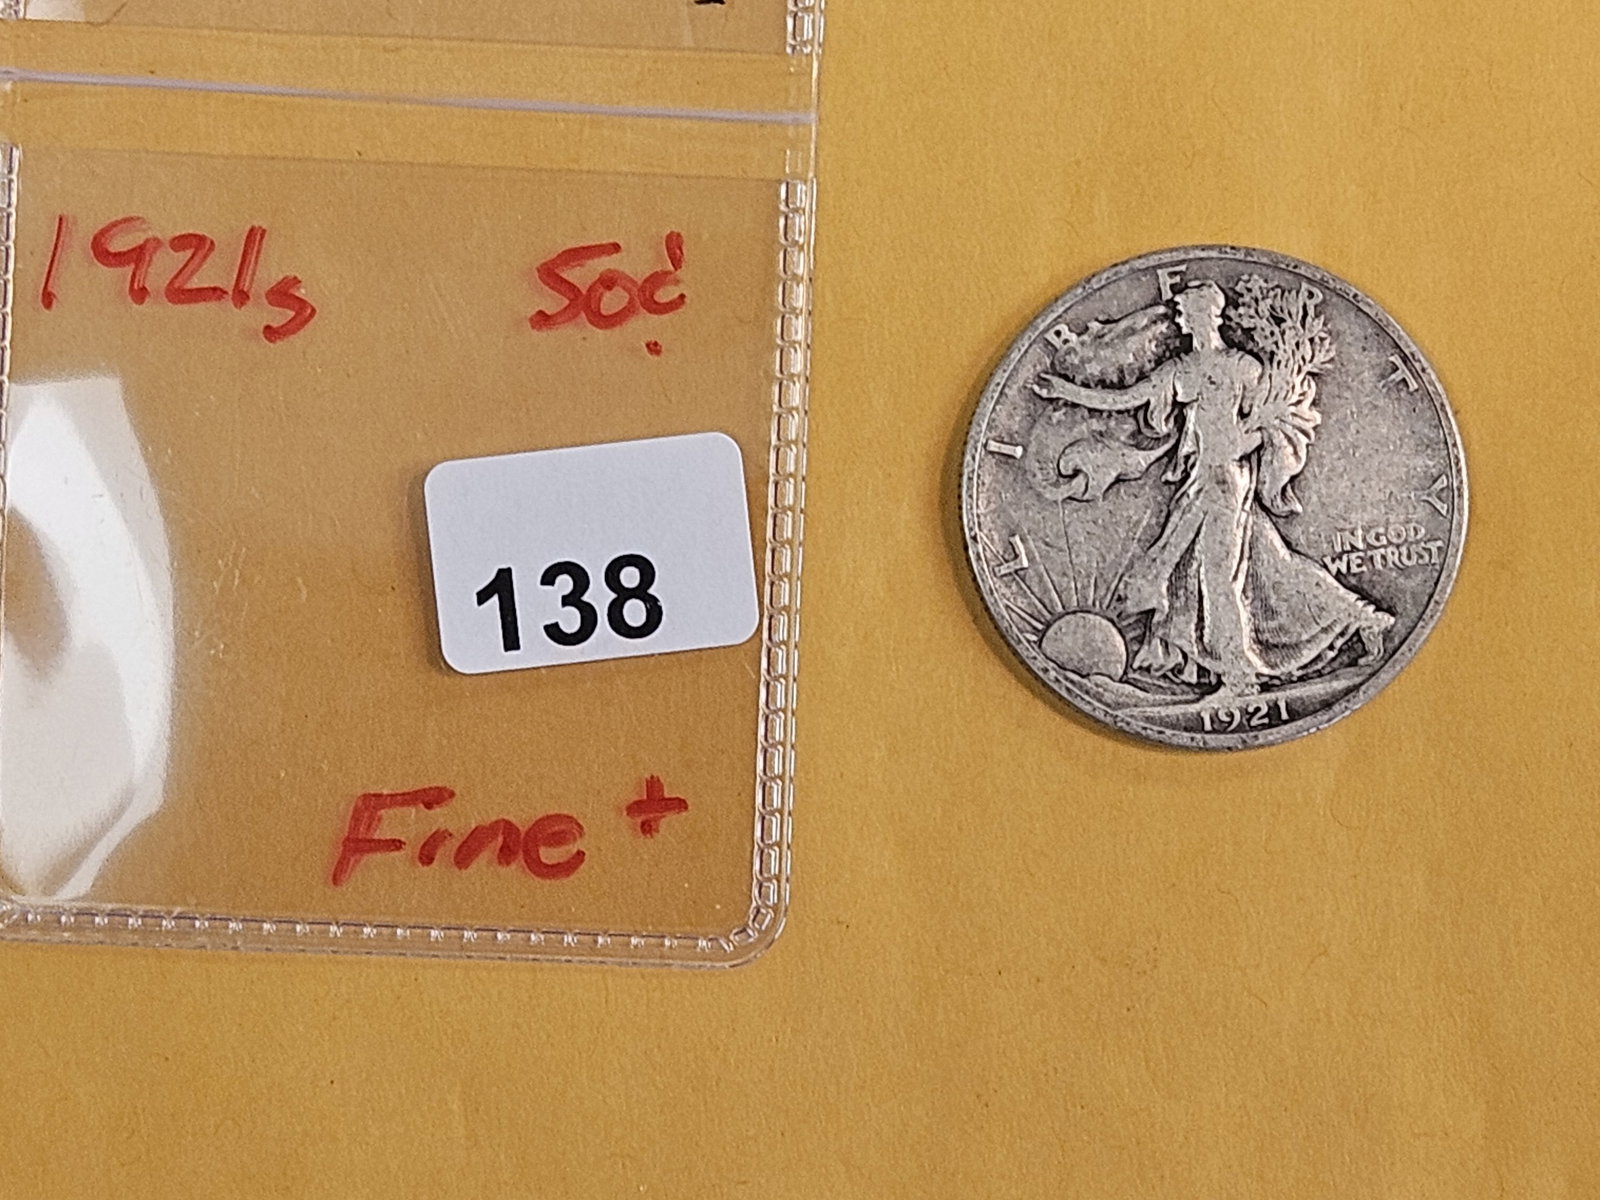 1921s 50¢
138
Fine +
LIBERTY
IN GOD
WE TRUST
1921